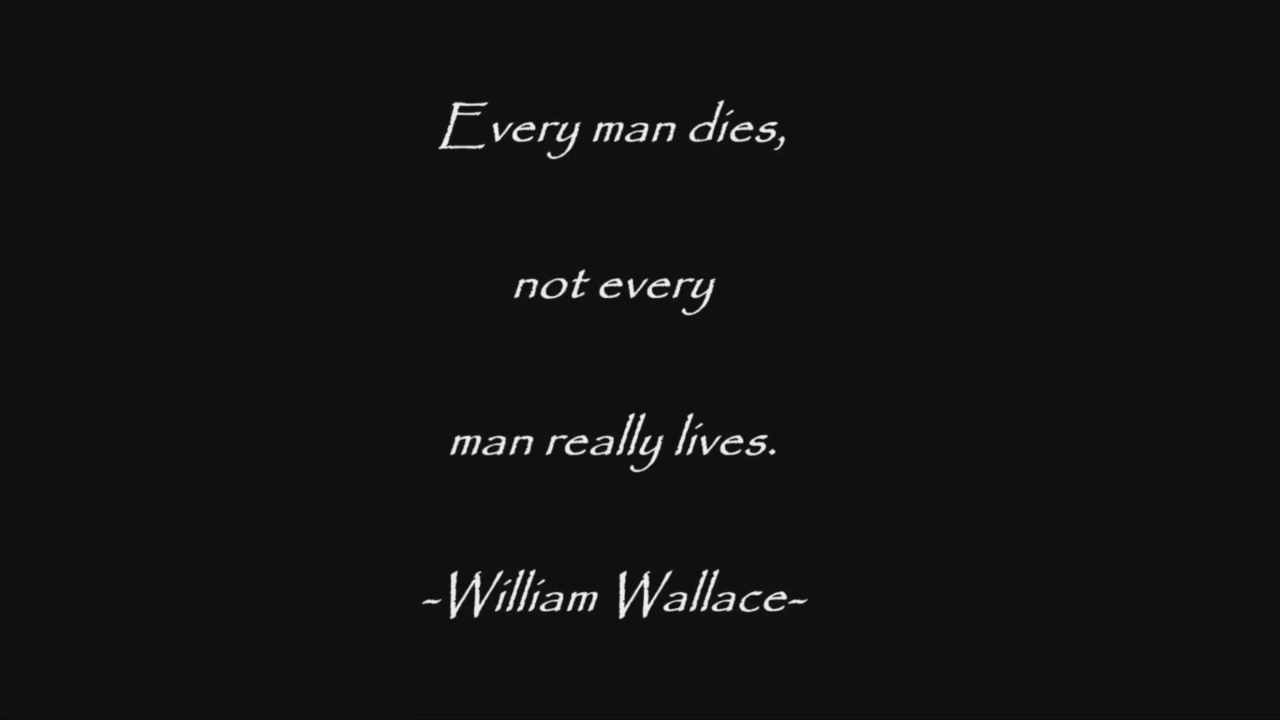 Every man dies,
not every
man really lives.
-William Wallace-